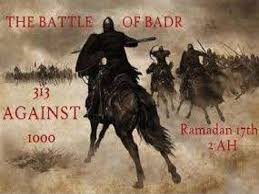 THE BATTLE OF BADR
313
AGAINST
1000
Ramadan 17th
2 AH